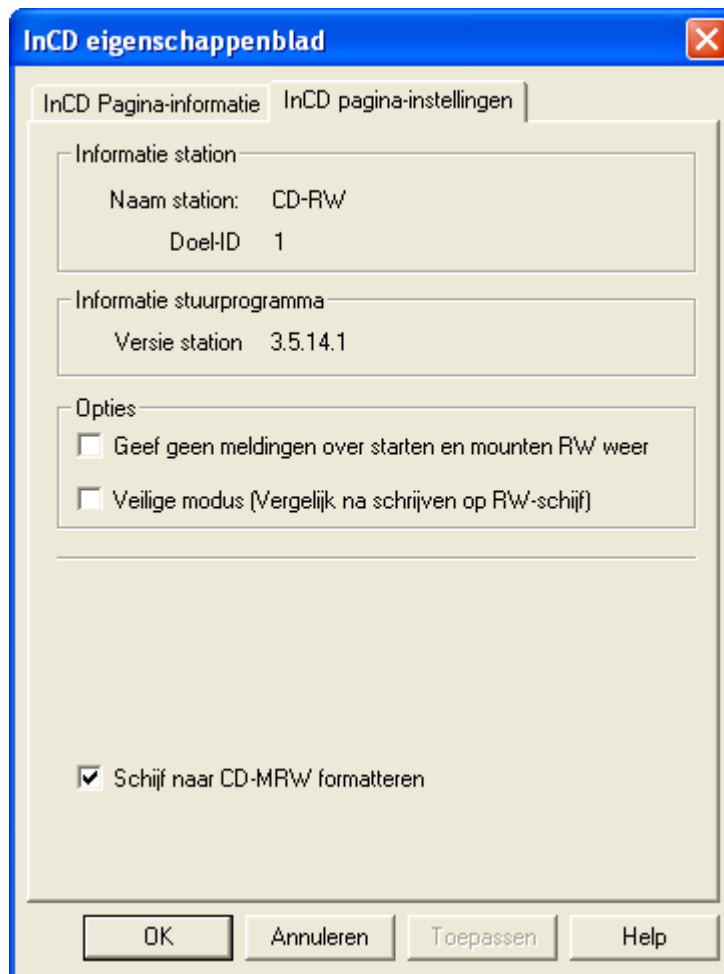 InCD eigenschappenblad
InCD Pagina-informatie
InCD pagina-instellingen
Informatie station
Naam station: CD-RW
Doel-ID 1
Informatie stuurprogramma
Versie station 3.5.14.1
Opties
Geef geen meldingen over starten en mounten RW weer
Veilige modus (Vergelijk na schrijven op RW-schijf)
Schijf naar CD-MRW formatteren
OK
Annuleren
Toepassen
Help